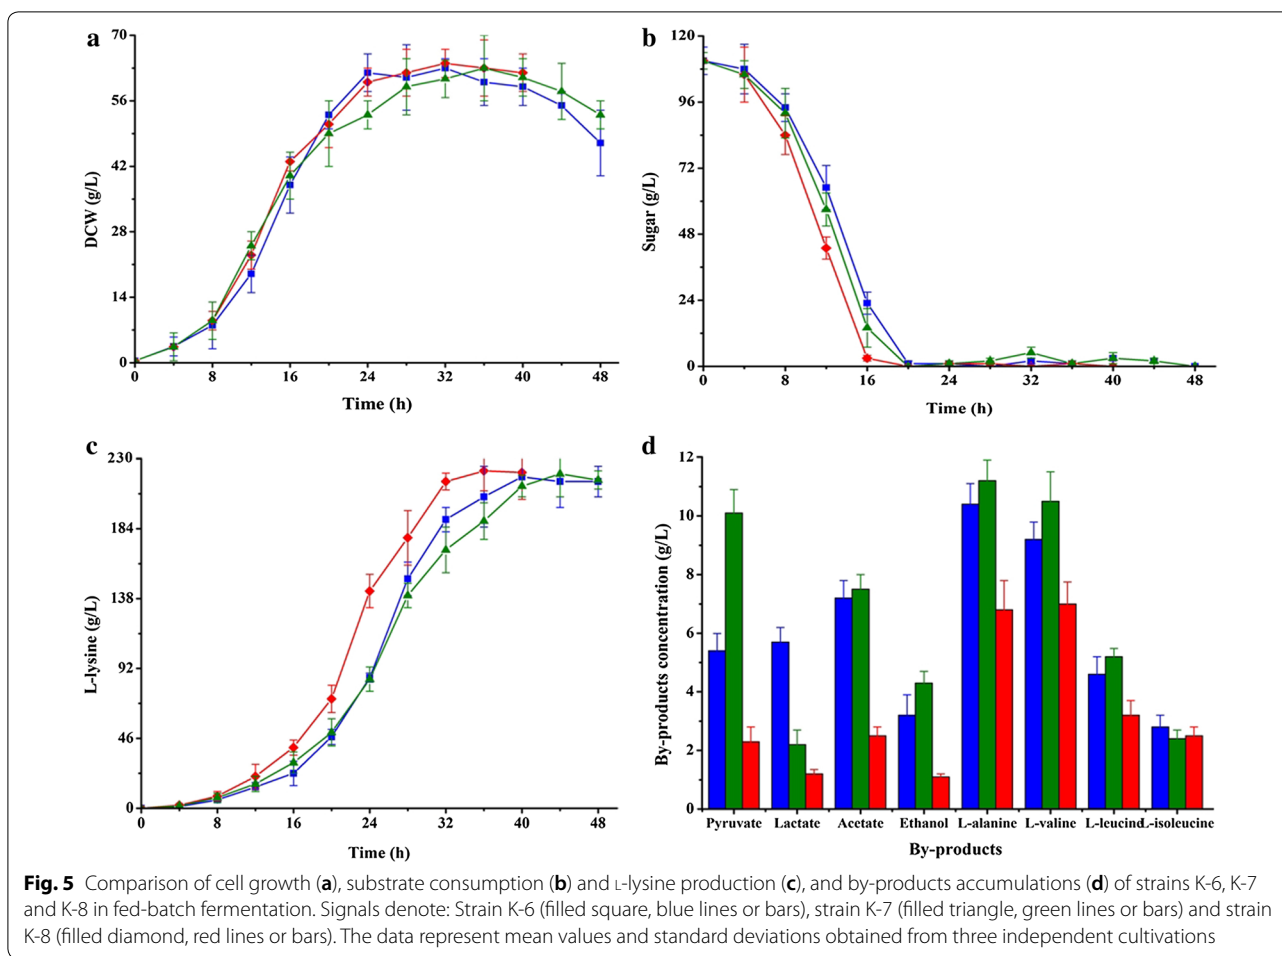 a
70
56
42
28
14
0
DCW (g/L)
0 8 16 24 32 40 48
Time (h)
b
120
96
72
48
24
0
Sugar (g/L)
0 8 16 24 32 40 48
Time (h)
c
230
184
138
92
46
0
L-lysine (g/L)
0 8 16 24 32 40 48
Time (h)
d
12
10
8
6
4
2
0
By-products concentration (g/L)
Pyruvate Lactate Acetate Ethanol L-alanine L-valine L-leucine L-isoleucine
By-products
Fig. 5 Comparison of cell growth (a), substrate consumption (b) and L-lysine production (c), and by-products accumulations (d) of strains K-6, K-7
and K-8 in fed-batch fermentation. Signals denote: Strain K-6 (filled square, blue lines or bars), strain K-7 (filled triangle, green lines or bars) and strain
K-8 (filled diamond, red lines or bars). The data represent mean values and standard deviations obtained from three independent cultivations